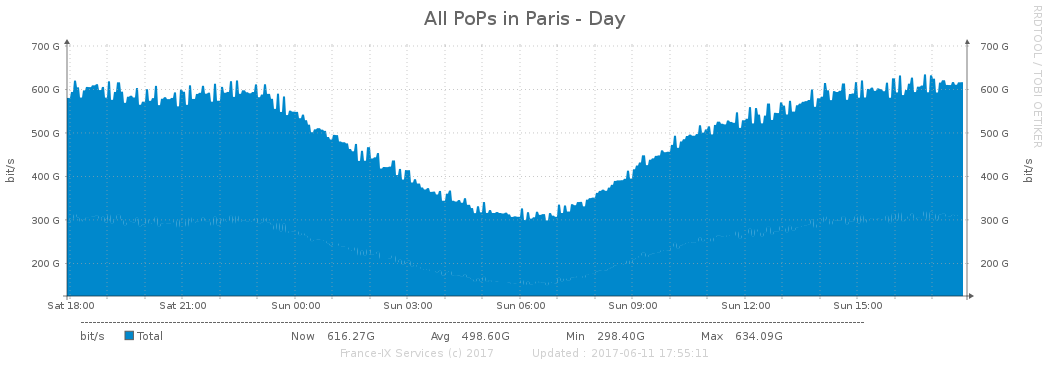 All PoPs in Paris - Day
RRDTOOL / TOBI OETIKER
700 G 700 G
600 G 600 G
500 G 500 G
400 G 400 G
300 G 300 G
200 G 200 G
bit/s
bit/s
Sat 18:00 Sat 21:00 Sun 00:00 Sun 03:00 Sun 06:00 Sun 09:00 Sun 12:00 Sun 15:00
bit/s Total Now 616.27G Avg 498.60G Min 298.40G Max 634.09G
France-IX Services (c) 2017 Updated : 2017-06-11 17:55:11